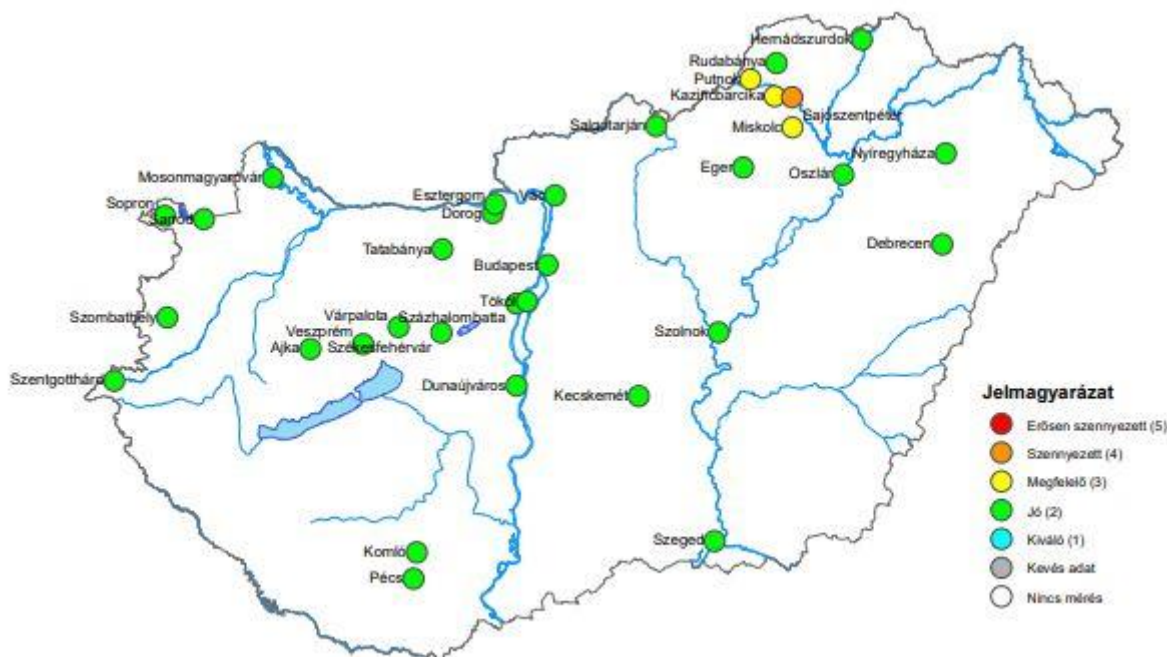 Hernádszurdok
Rudabánya
Putnok
Kazincbarcika
Sajószentpéter
Salgótarján
Miskolc
Nyíregyháza
Eger
Oszlár
Mosonmagyaróvár
Esztergom
Vác
Sopron
Sarród
Dorog
Debrecen
Tatabánya
Budapest
Tököl
Várpalota
Százhalombatta
Szombathely
Szolnok
Veszprém
Ajka
Székesfehérvár
Szentgotthárd
Dunaújváros
Kecskemét
Jelmagyarázat
Erősen szennyezett (5)
Szennyezett (4)
Megfelelő (3)
Jó (2)
Szeged
Kiváló (1)
Komló
Kevés adat
Pécs
Nincs mérés